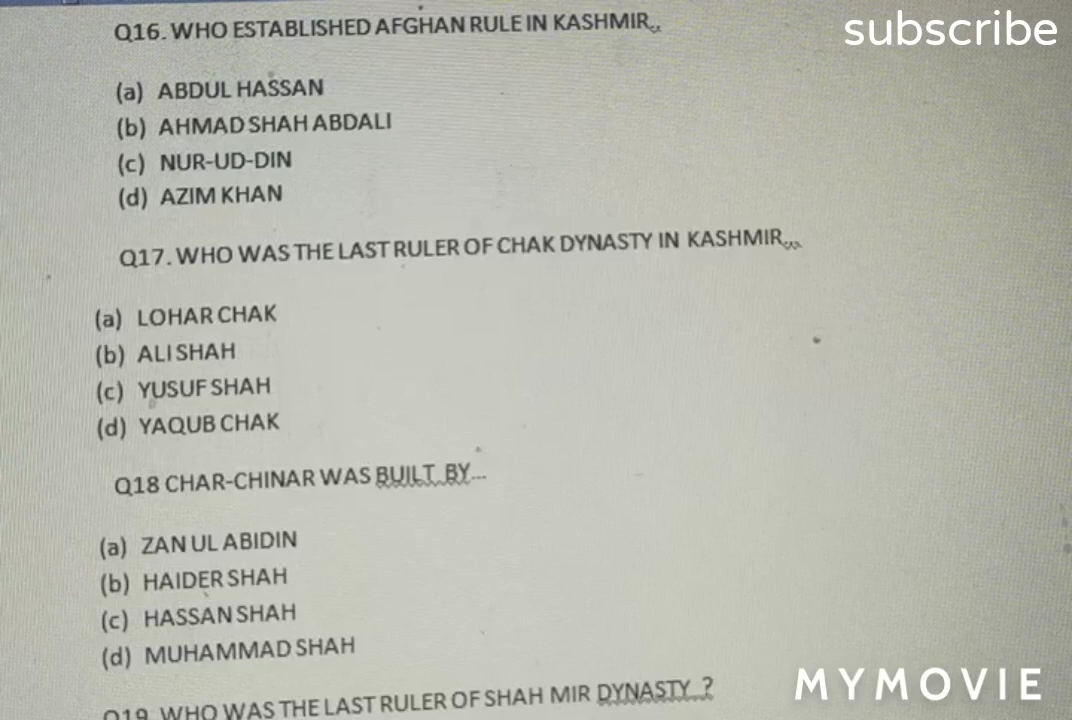 subscribe
Q16. WHO ESTABLISHED AFGHAN RULE IN KASHMIR..
(a) ABDUL HASSAN
(b) AHMAD SHAH ABDALI
(c) NUR-UD-DIN
(d) AZIM KHAN
Q17. WHO WAS THE LAST RULER OF CHAK DYNASTY IN KASHMIR...
(a) LOHAR CHAK
(b) ALI SHAH
(c) YUSUF SHAH
(d) YAQUB CHAK
Q18 CHAR-CHINAR WAS BUILT BY...
(a) ZAN UL ABIDIN
(b) HAIDER SHAH
(c) HASSAN SHAH
(d) MUHAMMAD SHAH
Q19 WHO WAS THE LAST RULER OF SHAH MIR DYNASTY ?
MYMOVIE